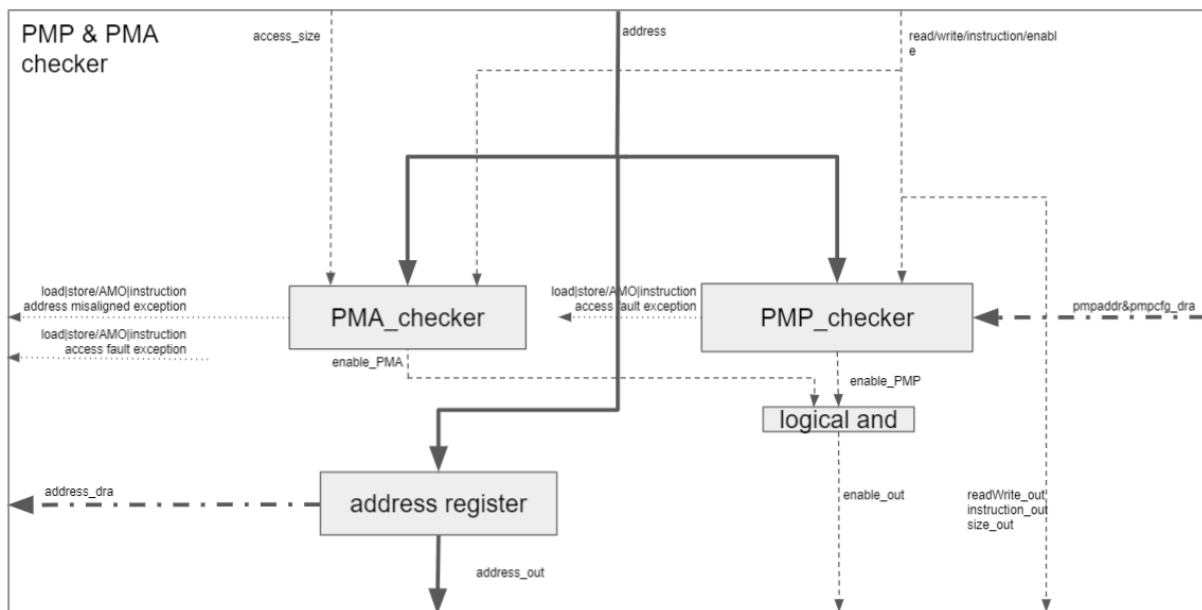 PMP & PMA
checker
access_size
address
read/write/instruction/enabl
e
load|store/AMO|instruction
address misaligned exception
load|store/AMO|instruction
access fault exception
PMA_checker
load|store/AMO|instruction
access fault exception
PMP_checker
pmpaddr&pmpcfg_dra
enable_PMA
enable_PMP
logical and
address_dra
address register
enable_out
readWrite_out
instruction_out
size_out
address_out